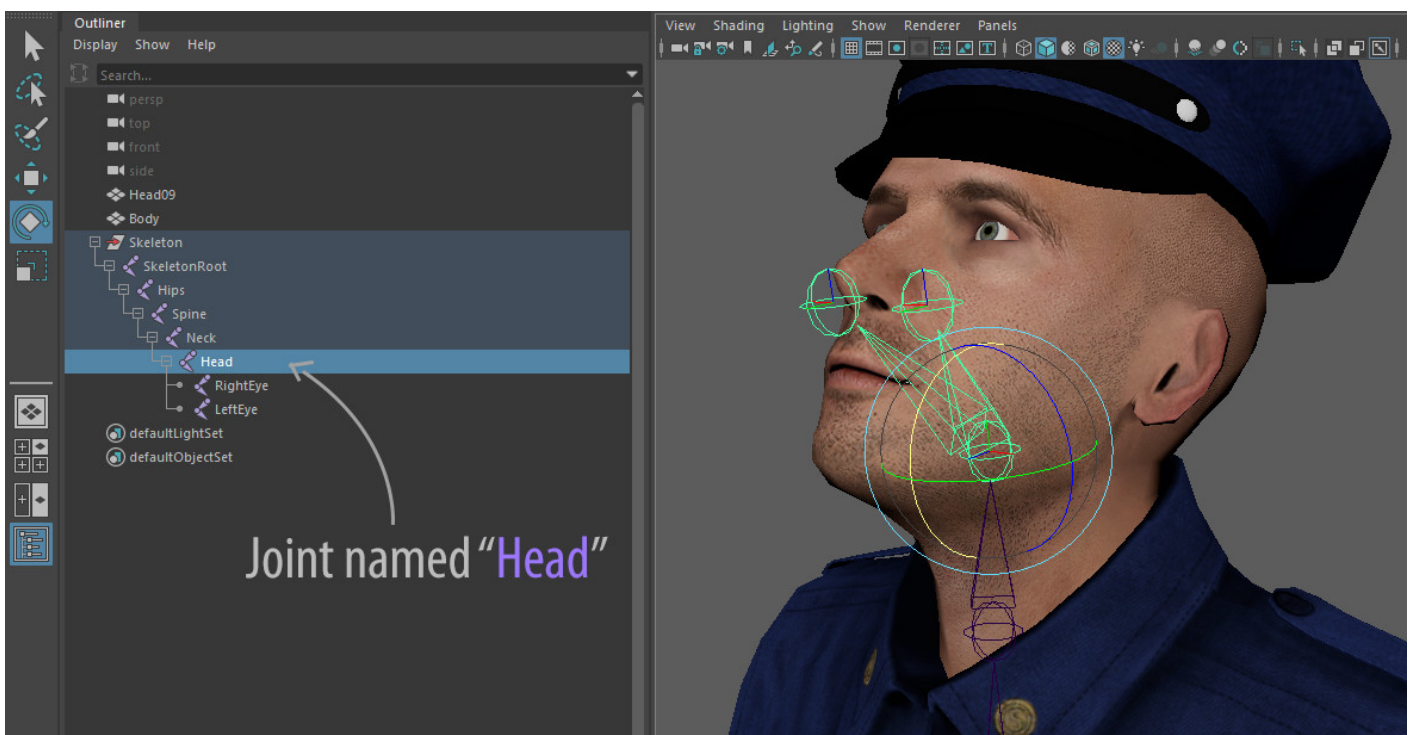 Outliner
Display Show Help
Search...
persp
top
front
side
Head09
Body
Skeleton
SkeletonRoot
Hips
Spine
Neck
Head
RightEye
LeftEye
defaultLightSet
defaultObjectSet
Joint named “Head”
View Shading Lighting Show Renderer Panels
T